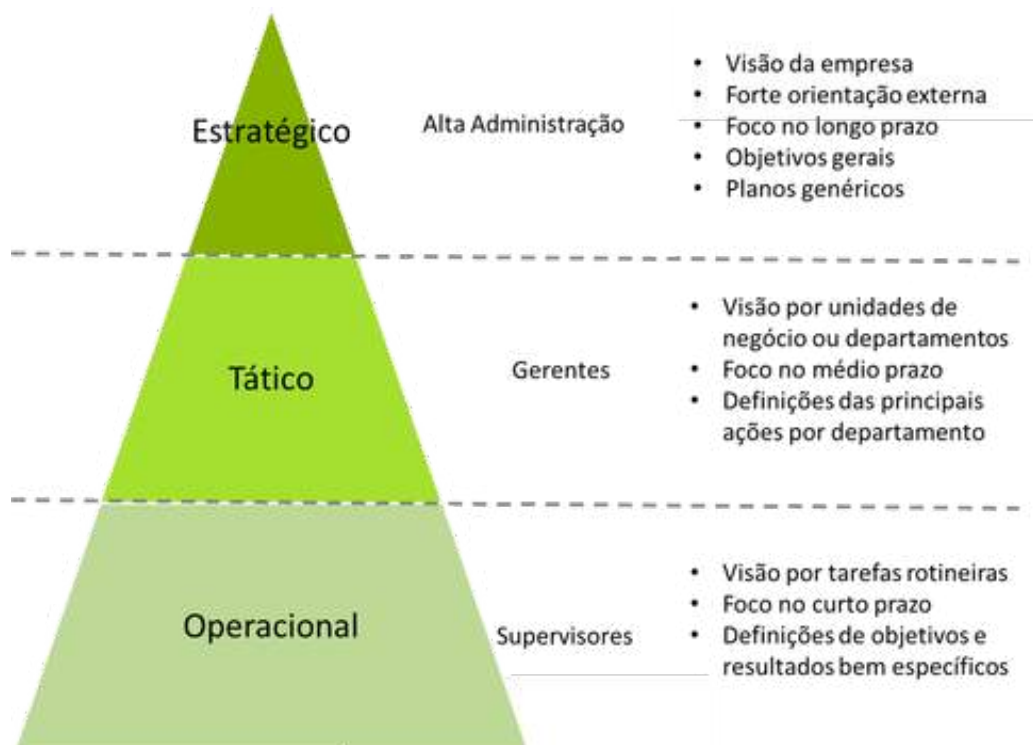 Estratégico
Alta Administração
• Visão da empresa
• Forte orientação externa
• Foco no longo prazo
• Objetivos gerais
• Planos genéricos
Tático
Gerentes
• Visão por unidades de
negócio ou departamentos
• Foco no médio prazo
• Definições das principais
ações por departamento
Operacional
Supervisores
• Visão por tarefas rotineiras
• Foco no curto prazo
• Definições de objetivos e
resultados bem específicos